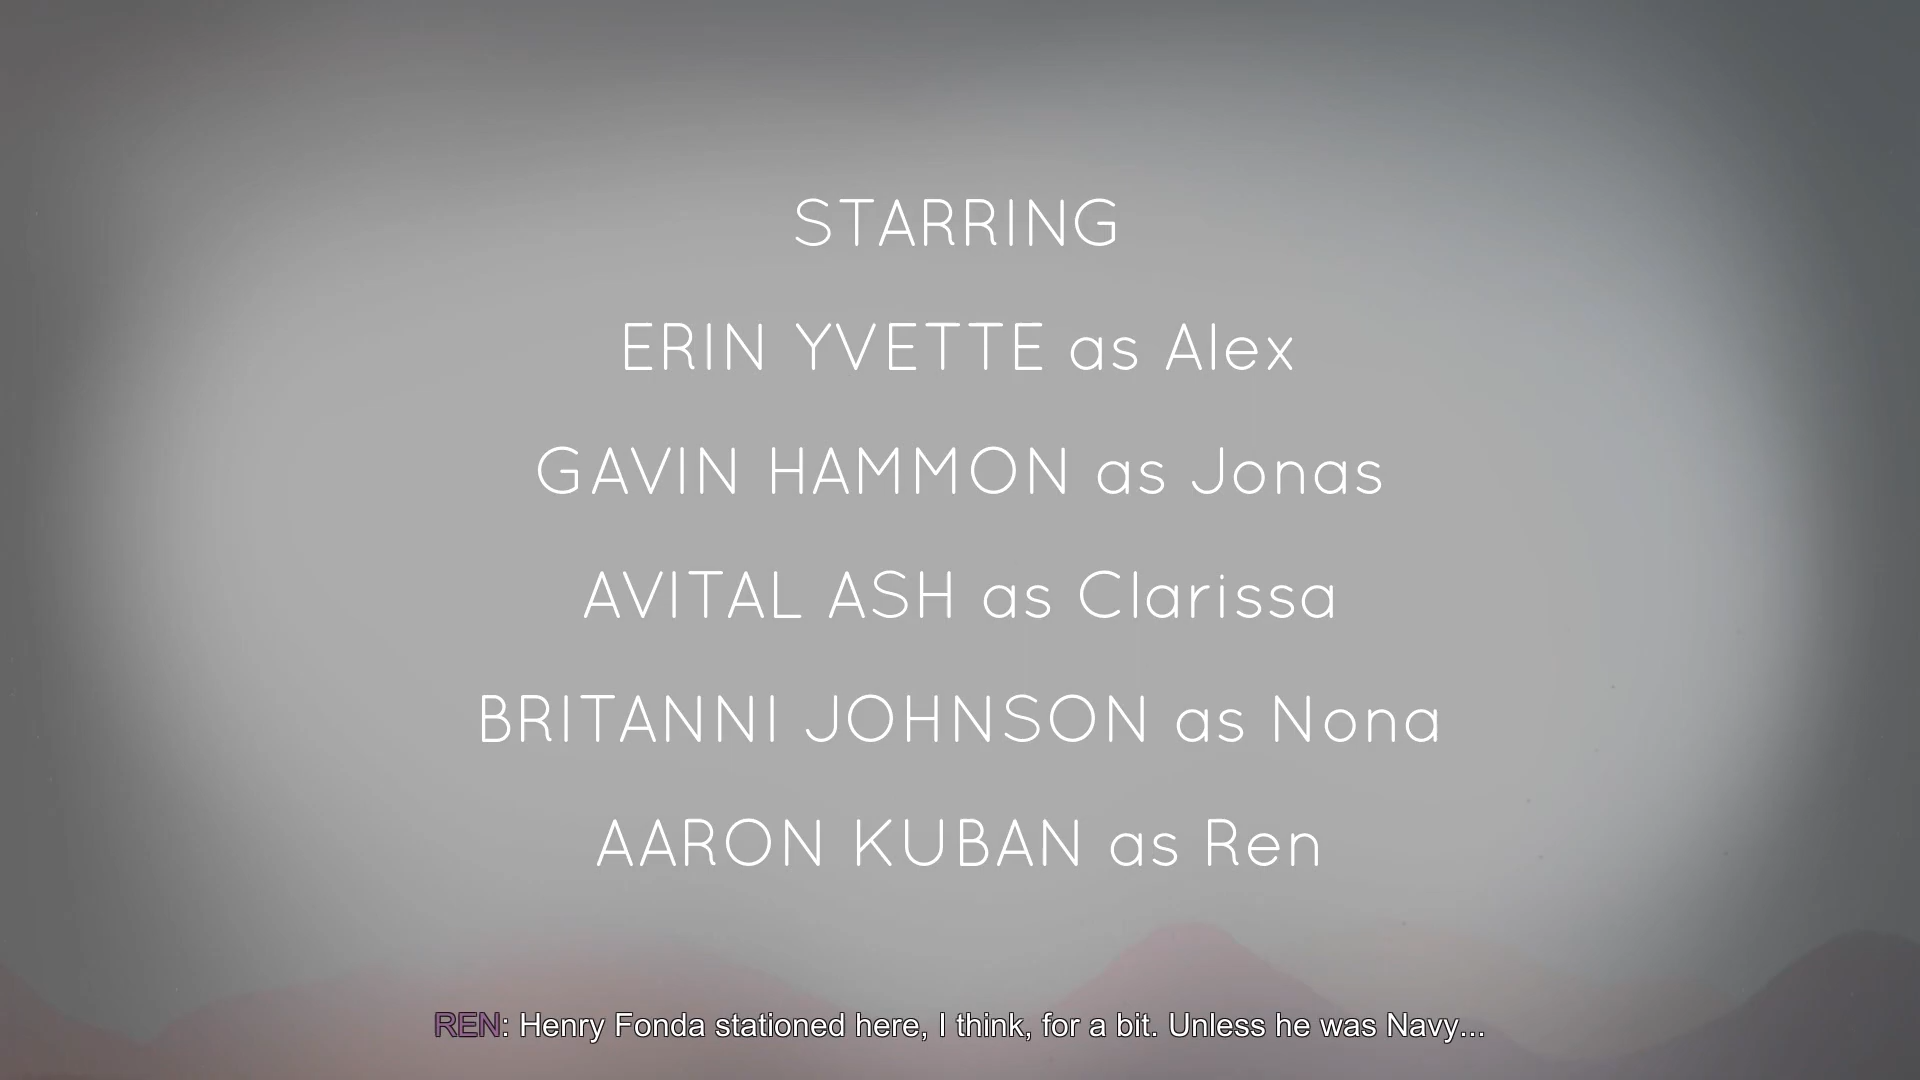 STARRING
ERIN YVETTE as Alex
GAVIN HAMMON as Jonas
AVITAL ASH as Clarissa
BRITANNI JOHNSON as Nona
AARON KUBAN as Ren
REN: Henry Fonda stationed here, I think, for a bit. Unless he was Navy...